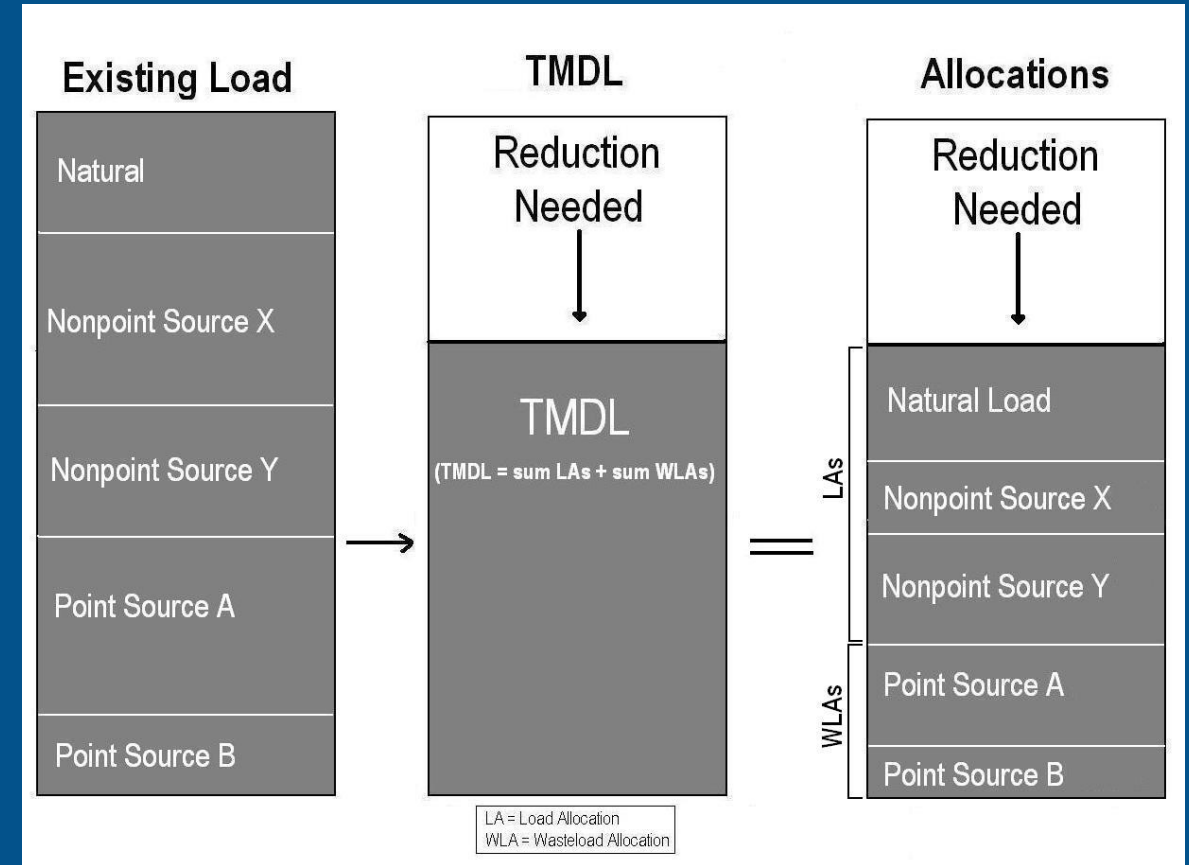 Existing Load
Natural
Nonpoint Source X
Nonpoint Source Y
Point Source A
Point Source B
TMDL
Reduction
Needed
TMDL
(TMDL = sum LAs + sum WLAs)
Allocations
Reduction
Needed
LAs
Natural Load
Nonpoint Source X
Nonpoint Source Y
WLAs
Point Source A
Point Source B
LA = Load Allocation
WLA = Wasteload Allocation